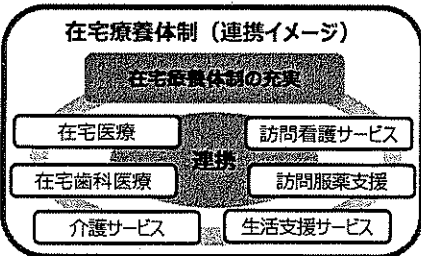 在宅療養体制（連携イメージ）
在宅療養体制の充実
在宅医療
訪問看護サービス
連携
在宅歯科医療
訪問服薬支援
介護サービス
生活支援サービス